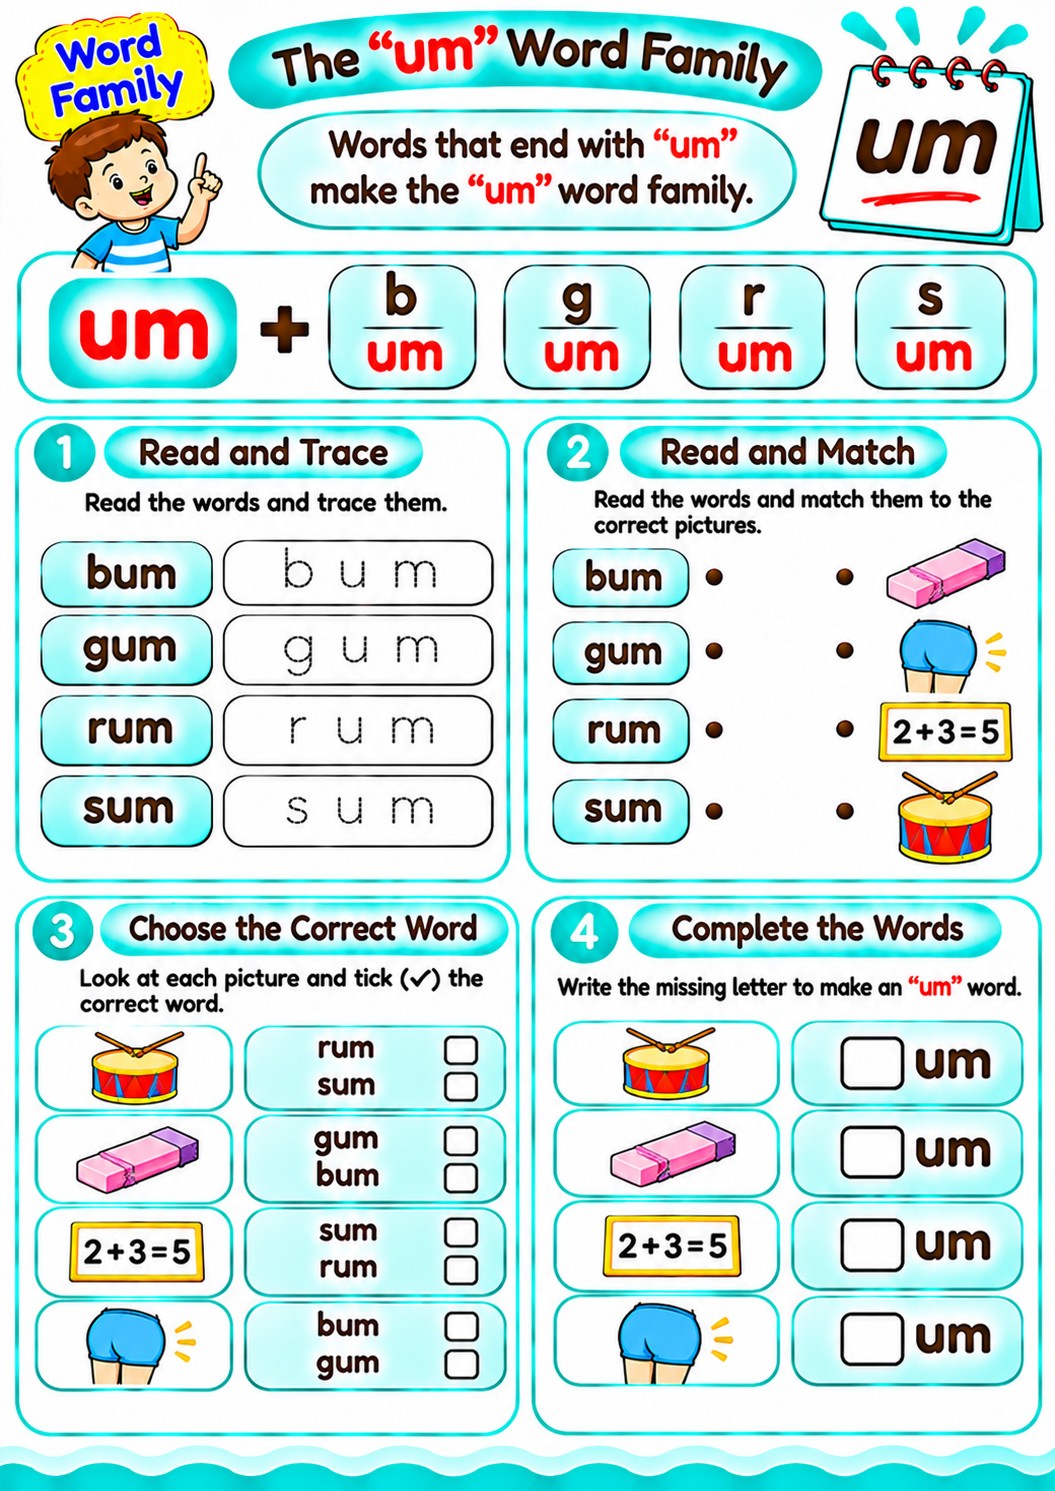 Word
Family
The “um” Word Family
Words that end with “um”
make the “um” word family.
um
um + b um g um r um s um
1 Read and Trace
Read the words and trace them.
bum b u m
gum g u m
rum r u m
sum s u m
2 Read and Match
Read the words and match them to the
correct pictures.
bum
gum
rum 2+3=5
sum
3 Choose the Correct Word
Look at each picture and tick (✓) the
correct word.
rum
sum
gum
bum
2+3=5
sum
rum
bum
gum
4 Complete the Words
Write the missing letter to make an “um” word.
um
um
2+3=5 um
um